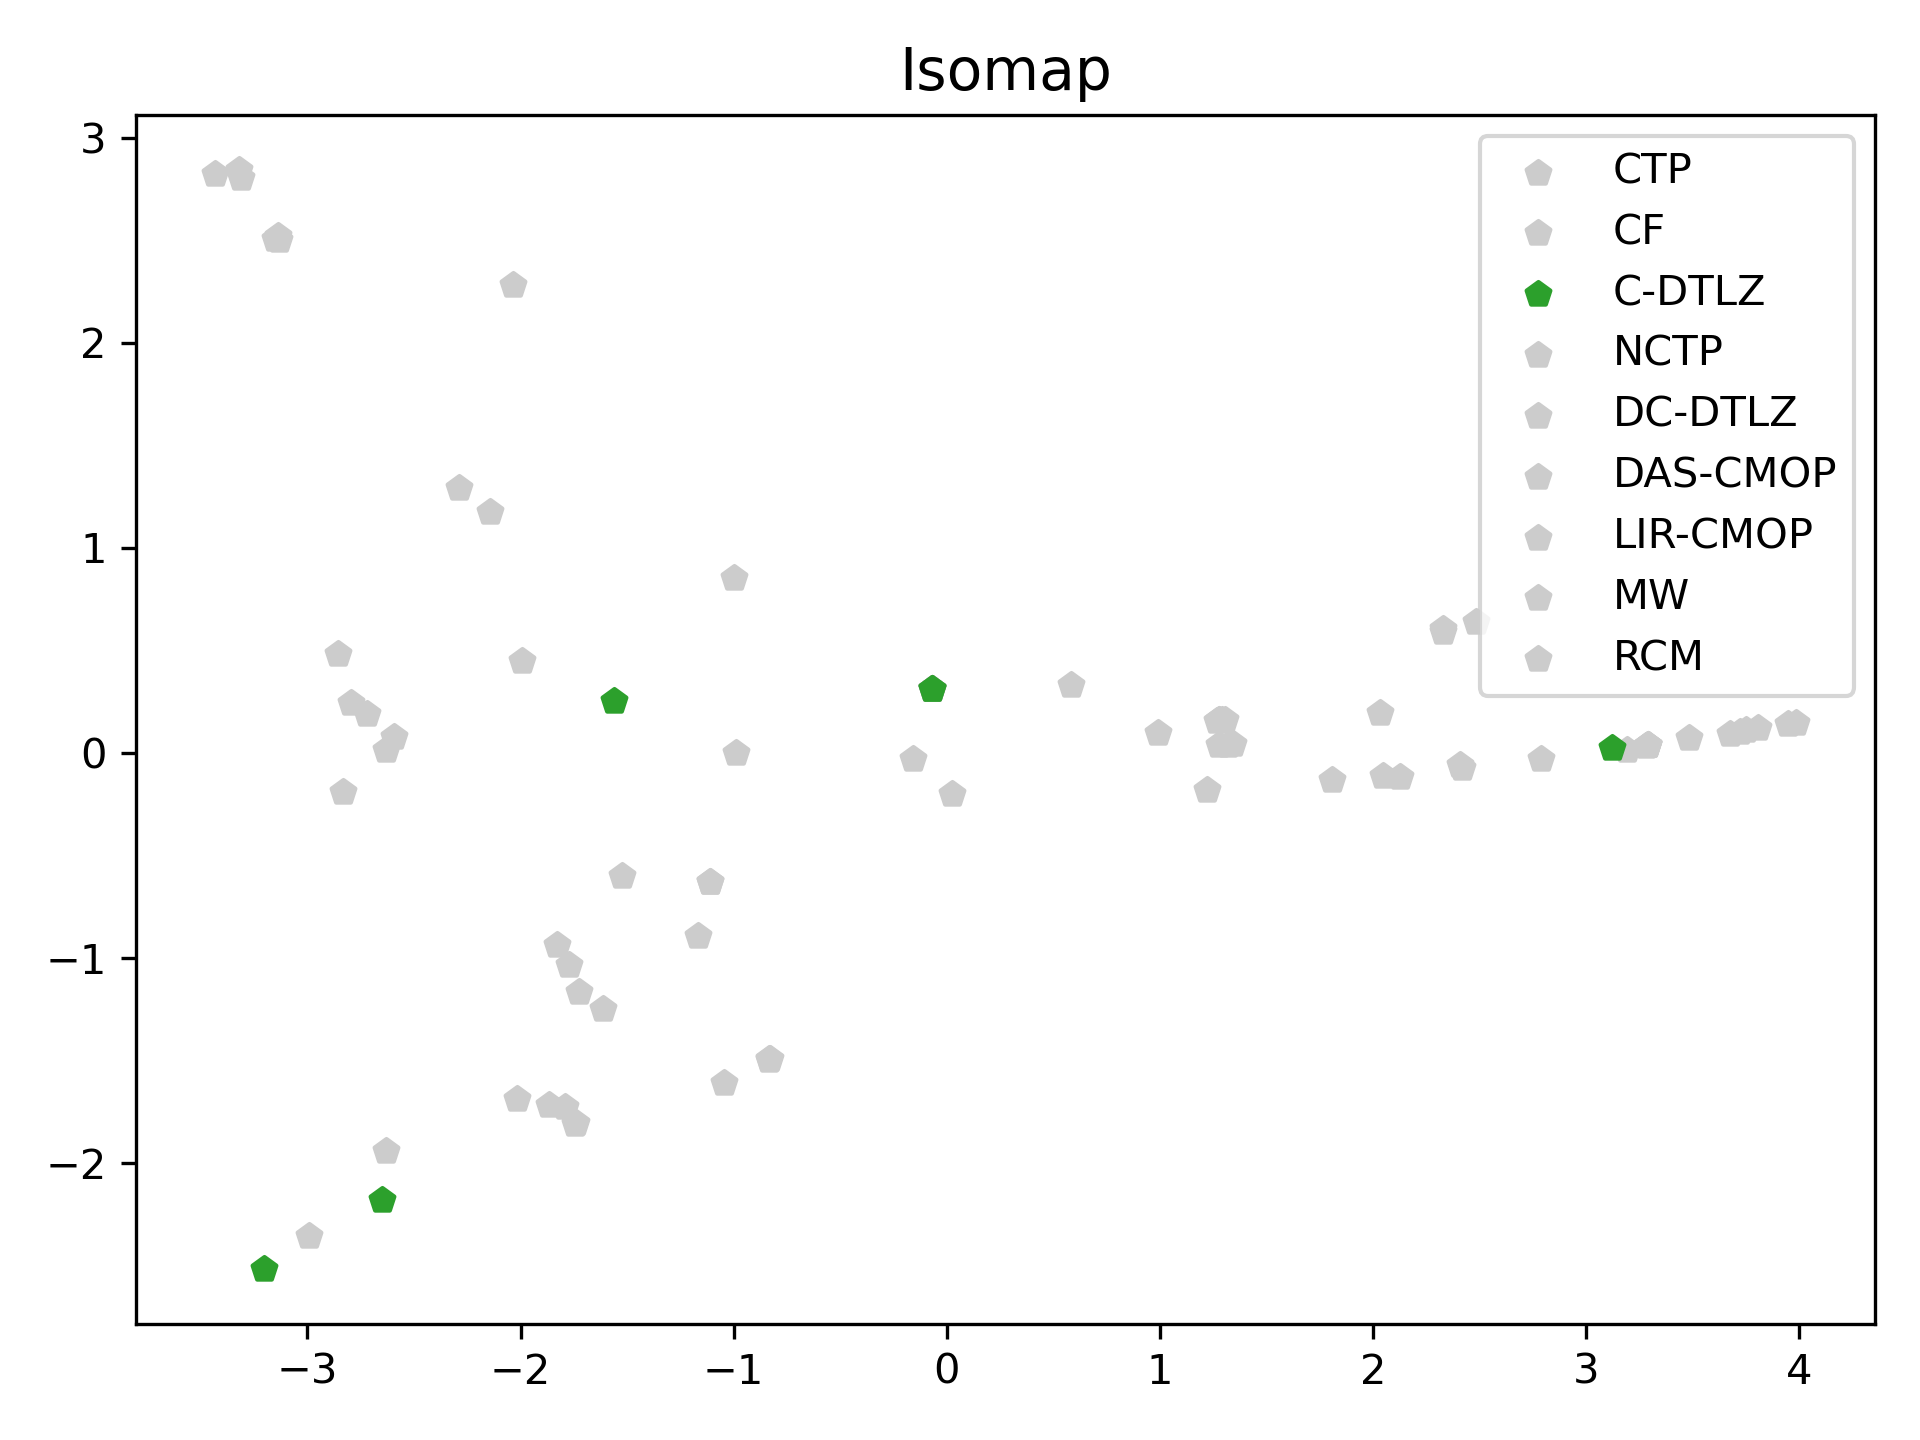 Isomap
3
2
1
0
−1
−2
−3
−2
−1
0
1
2
3
4
CTP
CF
C-DTLZ
NCTP
DC-DTLZ
DAS-CMOP
LIR-CMOP
MW
RCM